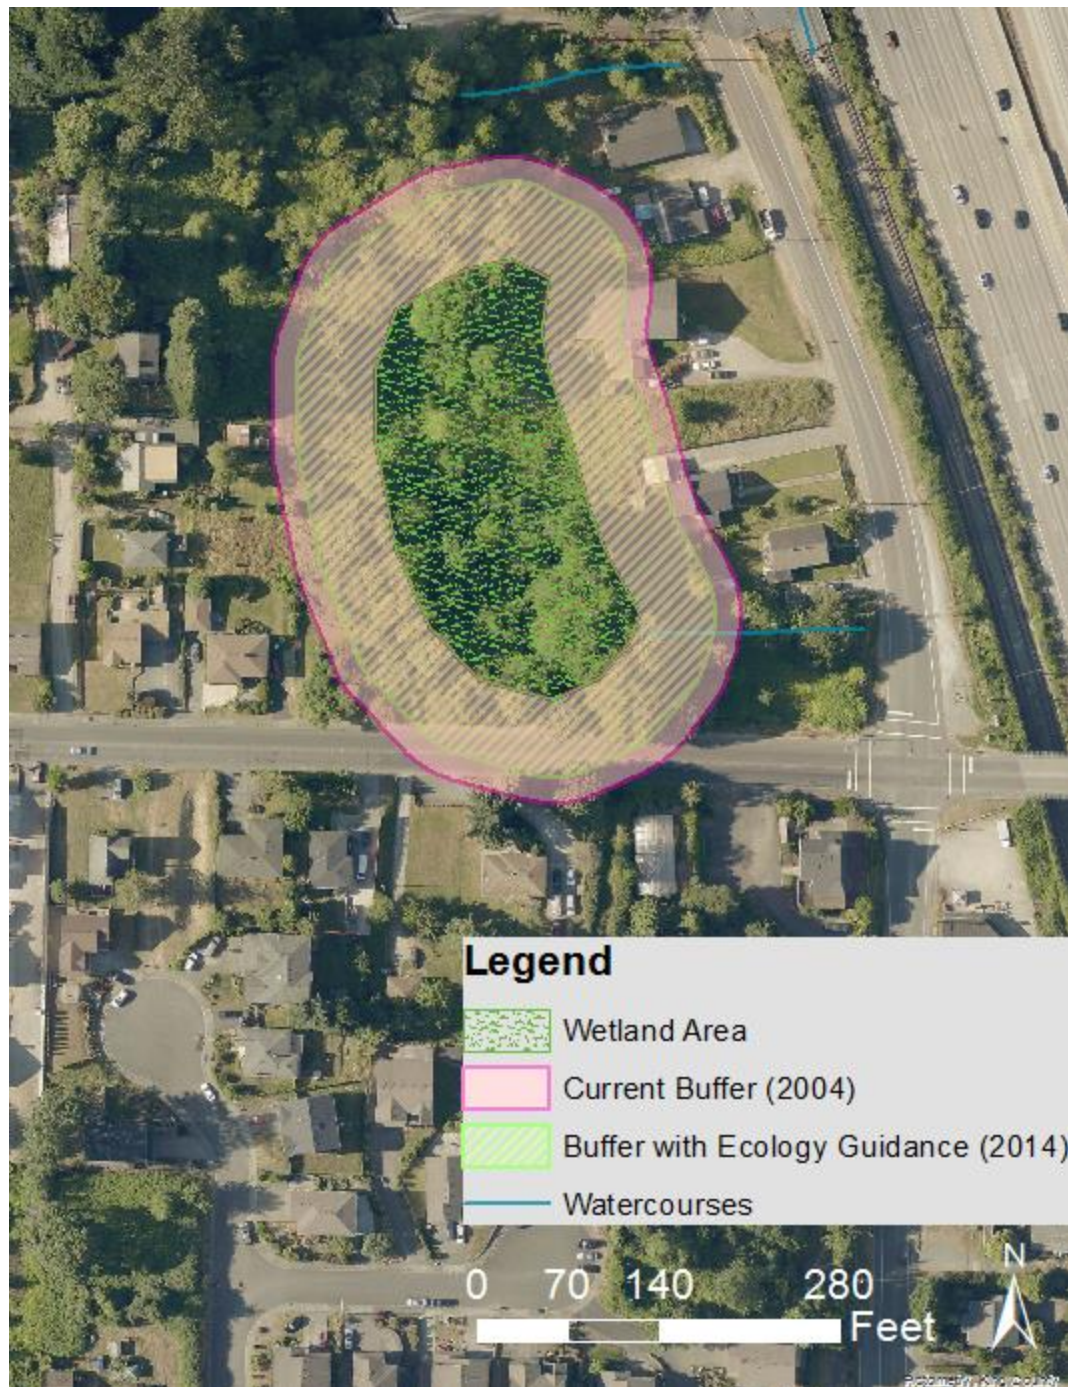 Legend
Wetland Area
Current Buffer (2004)
Buffer with Ecology Guidance (2014)
Watercourses
N
0 70 140 280
Feet